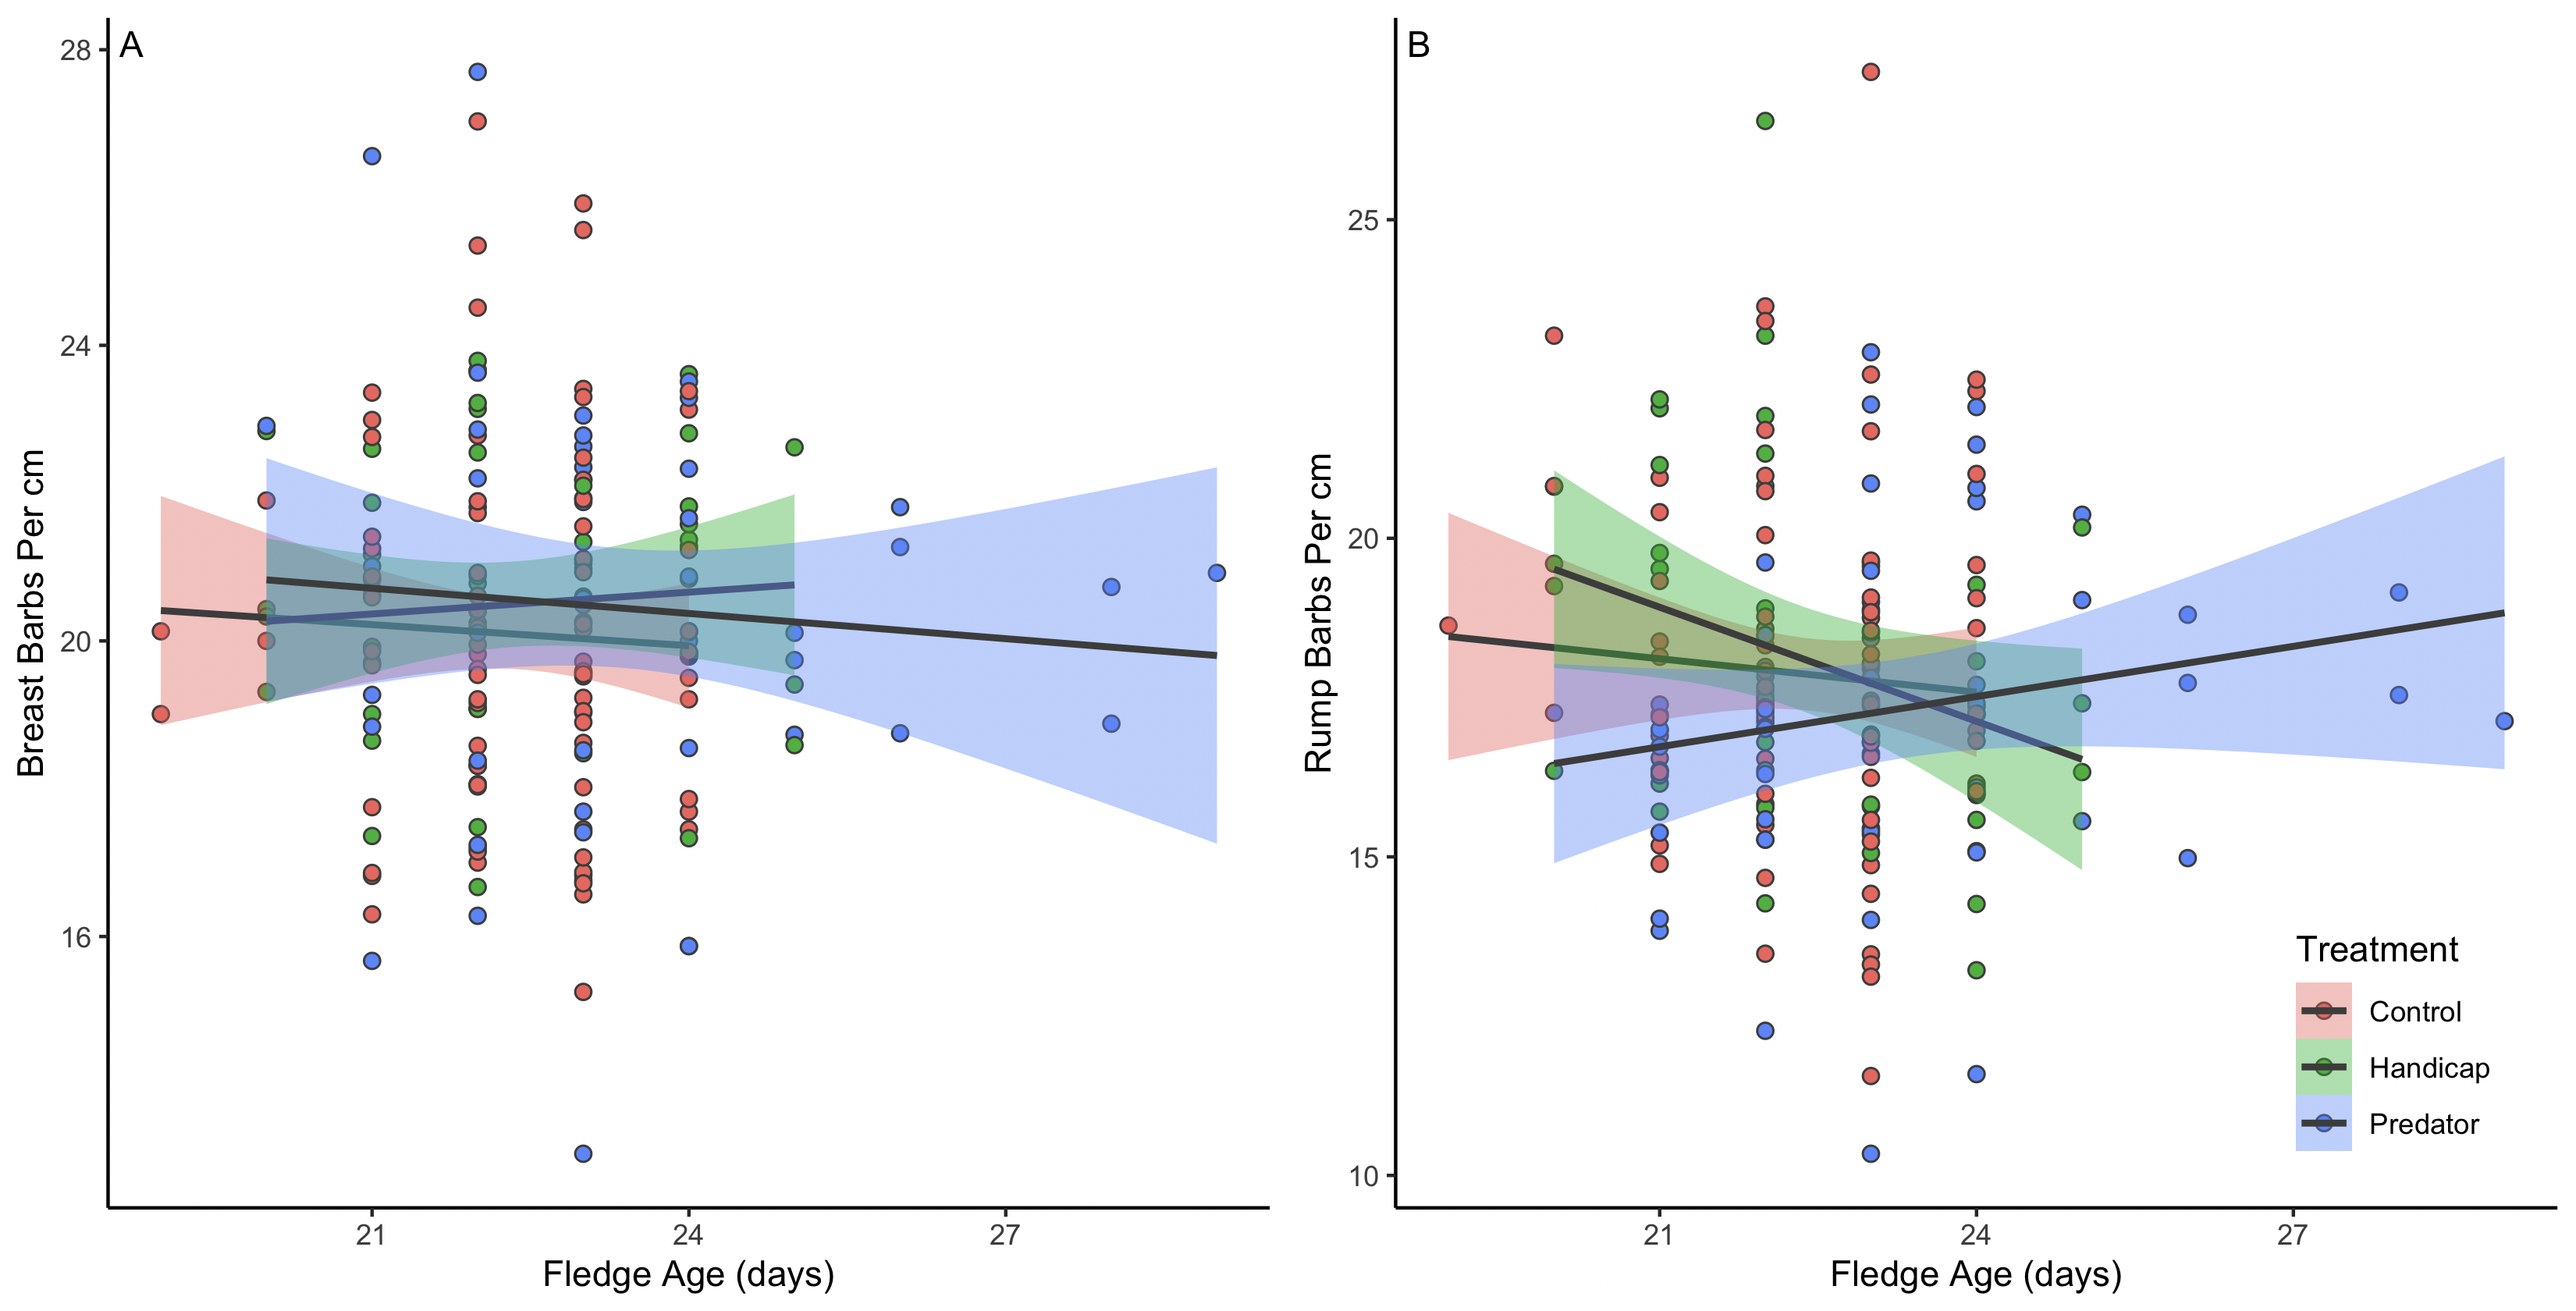 A
28
24
20
16
Breast Barbs Per cm
21
24
27
Fledge Age (days)
B
25
20
15
10
Rump Barbs Per cm
21
24
27
Fledge Age (days)
Treatment
Control
Handicap
Predator